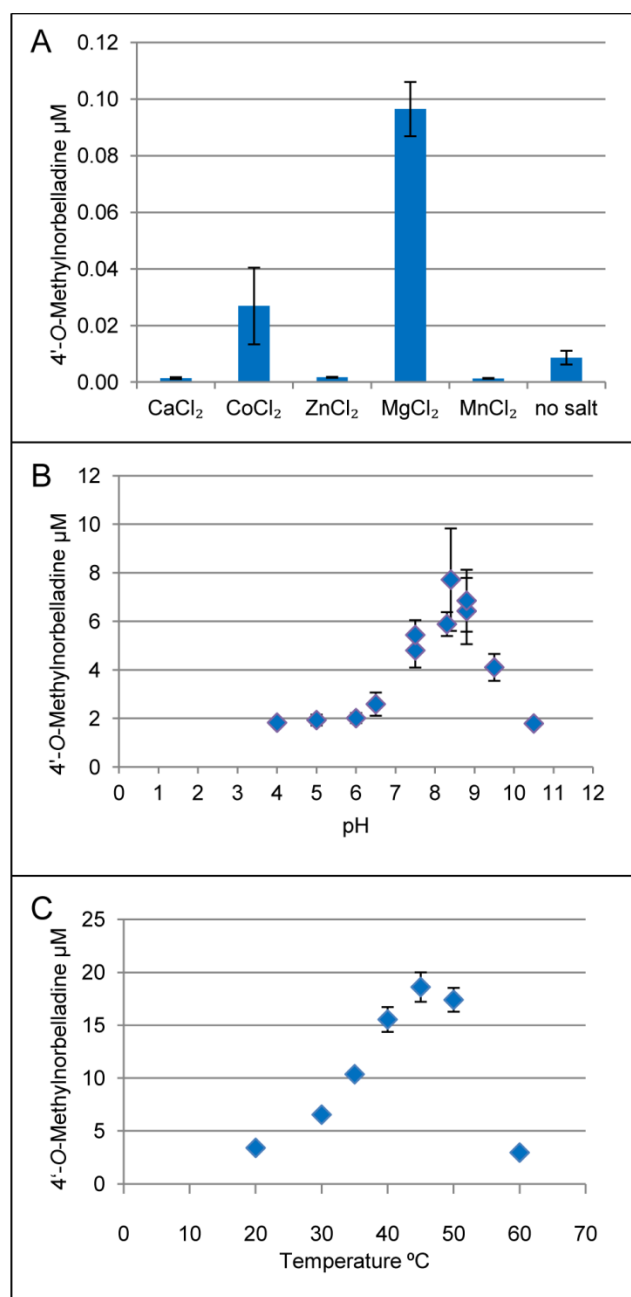 A
4'-O-Methylnorbelladine µM
0.12
0.10
0.08
0.06
0.04
0.02
0.00
CaCl₂ CoCl₂ ZnCl₂ MgCl₂ MnCl₂ no salt
B
4'-O-Methylnorbelladine µM
12
10
8
6
4
2
0
0 1 2 3 4 5 6 7 8 9 10 11 12
pH
C
4'-O-Methylnorbelladine µM
25
20
15
10
5
0
0 10 20 30 40 50 60 70
Temperature ºC